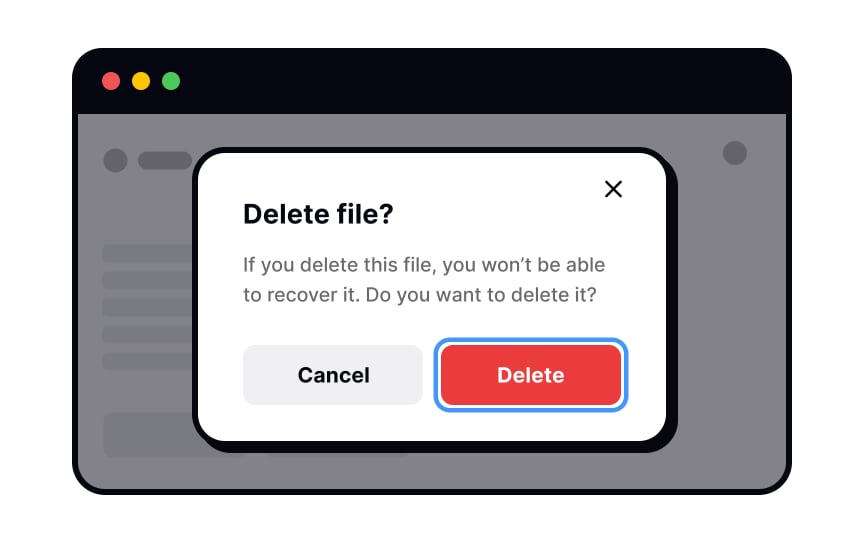 Delete file?
If you delete this file, you won’t be able
to recover it. Do you want to delete it?
Cancel
Delete